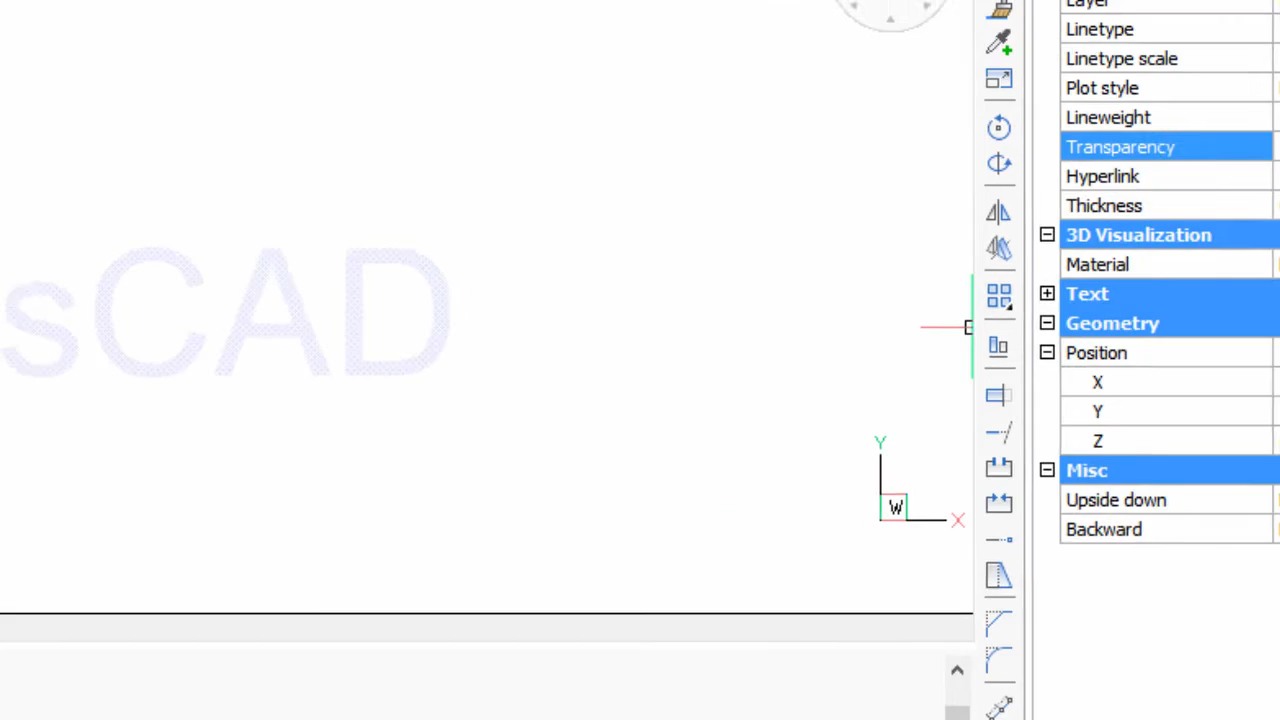 Layer
Linetype
Linetype scale
Plot style
Lineweight
Transparency
Hyperlink
Thickness
3D Visualization
Material
Text
Geometry
Position
X
Y
Z
Misc
Upside down
Backward
sCAD
Y
W
X